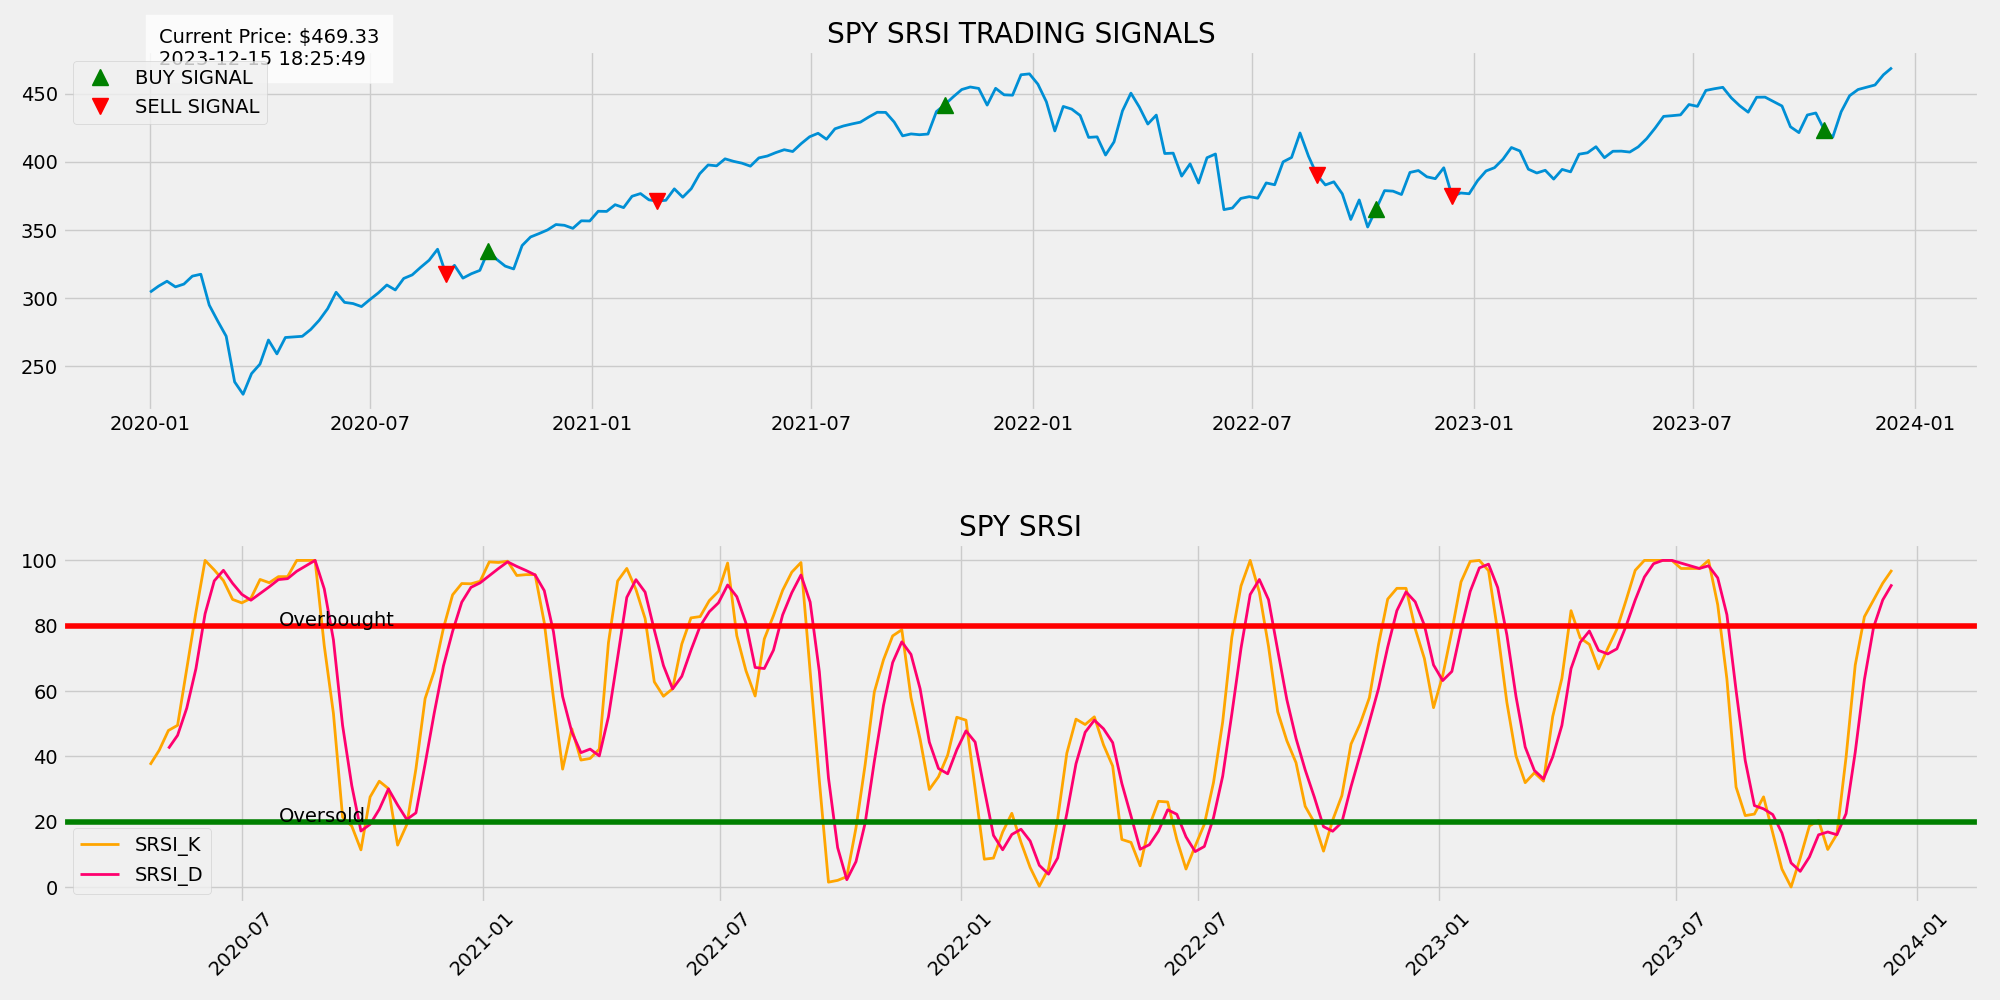 SPY SRSI TRADING SIGNALS
Current Price: $469.33
2023-12-15 18:25:49
BUY SIGNAL
SELL SIGNAL
450
400
350
300
250
2020-01 2020-07 2021-01 2021-07 2022-01 2022-07 2023-01 2023-07 2024-01
SPY SRSI
100
80
60
40
20
0
Overbought
Oversold
SRSI_K
SRSI_D
2020-07 2021-01 2021-07 2022-01 2022-07 2023-01 2023-07 2024-01